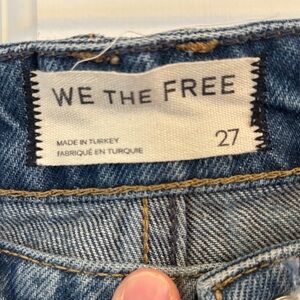 WE THE FREE
MADE IN TURKEY
FABRIQUÉ EN TURQUIE
27